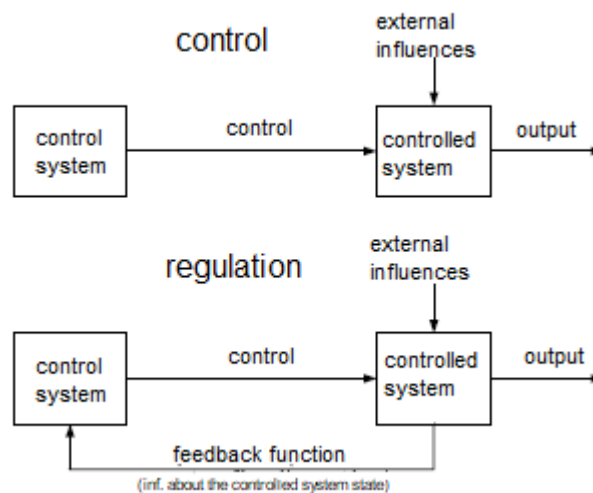 control
external
influences
control
system
control
controlled
system
output
regulation
external
influences
control
system
control
controlled
system
output
feedback function
(inf. about the controlled system state)